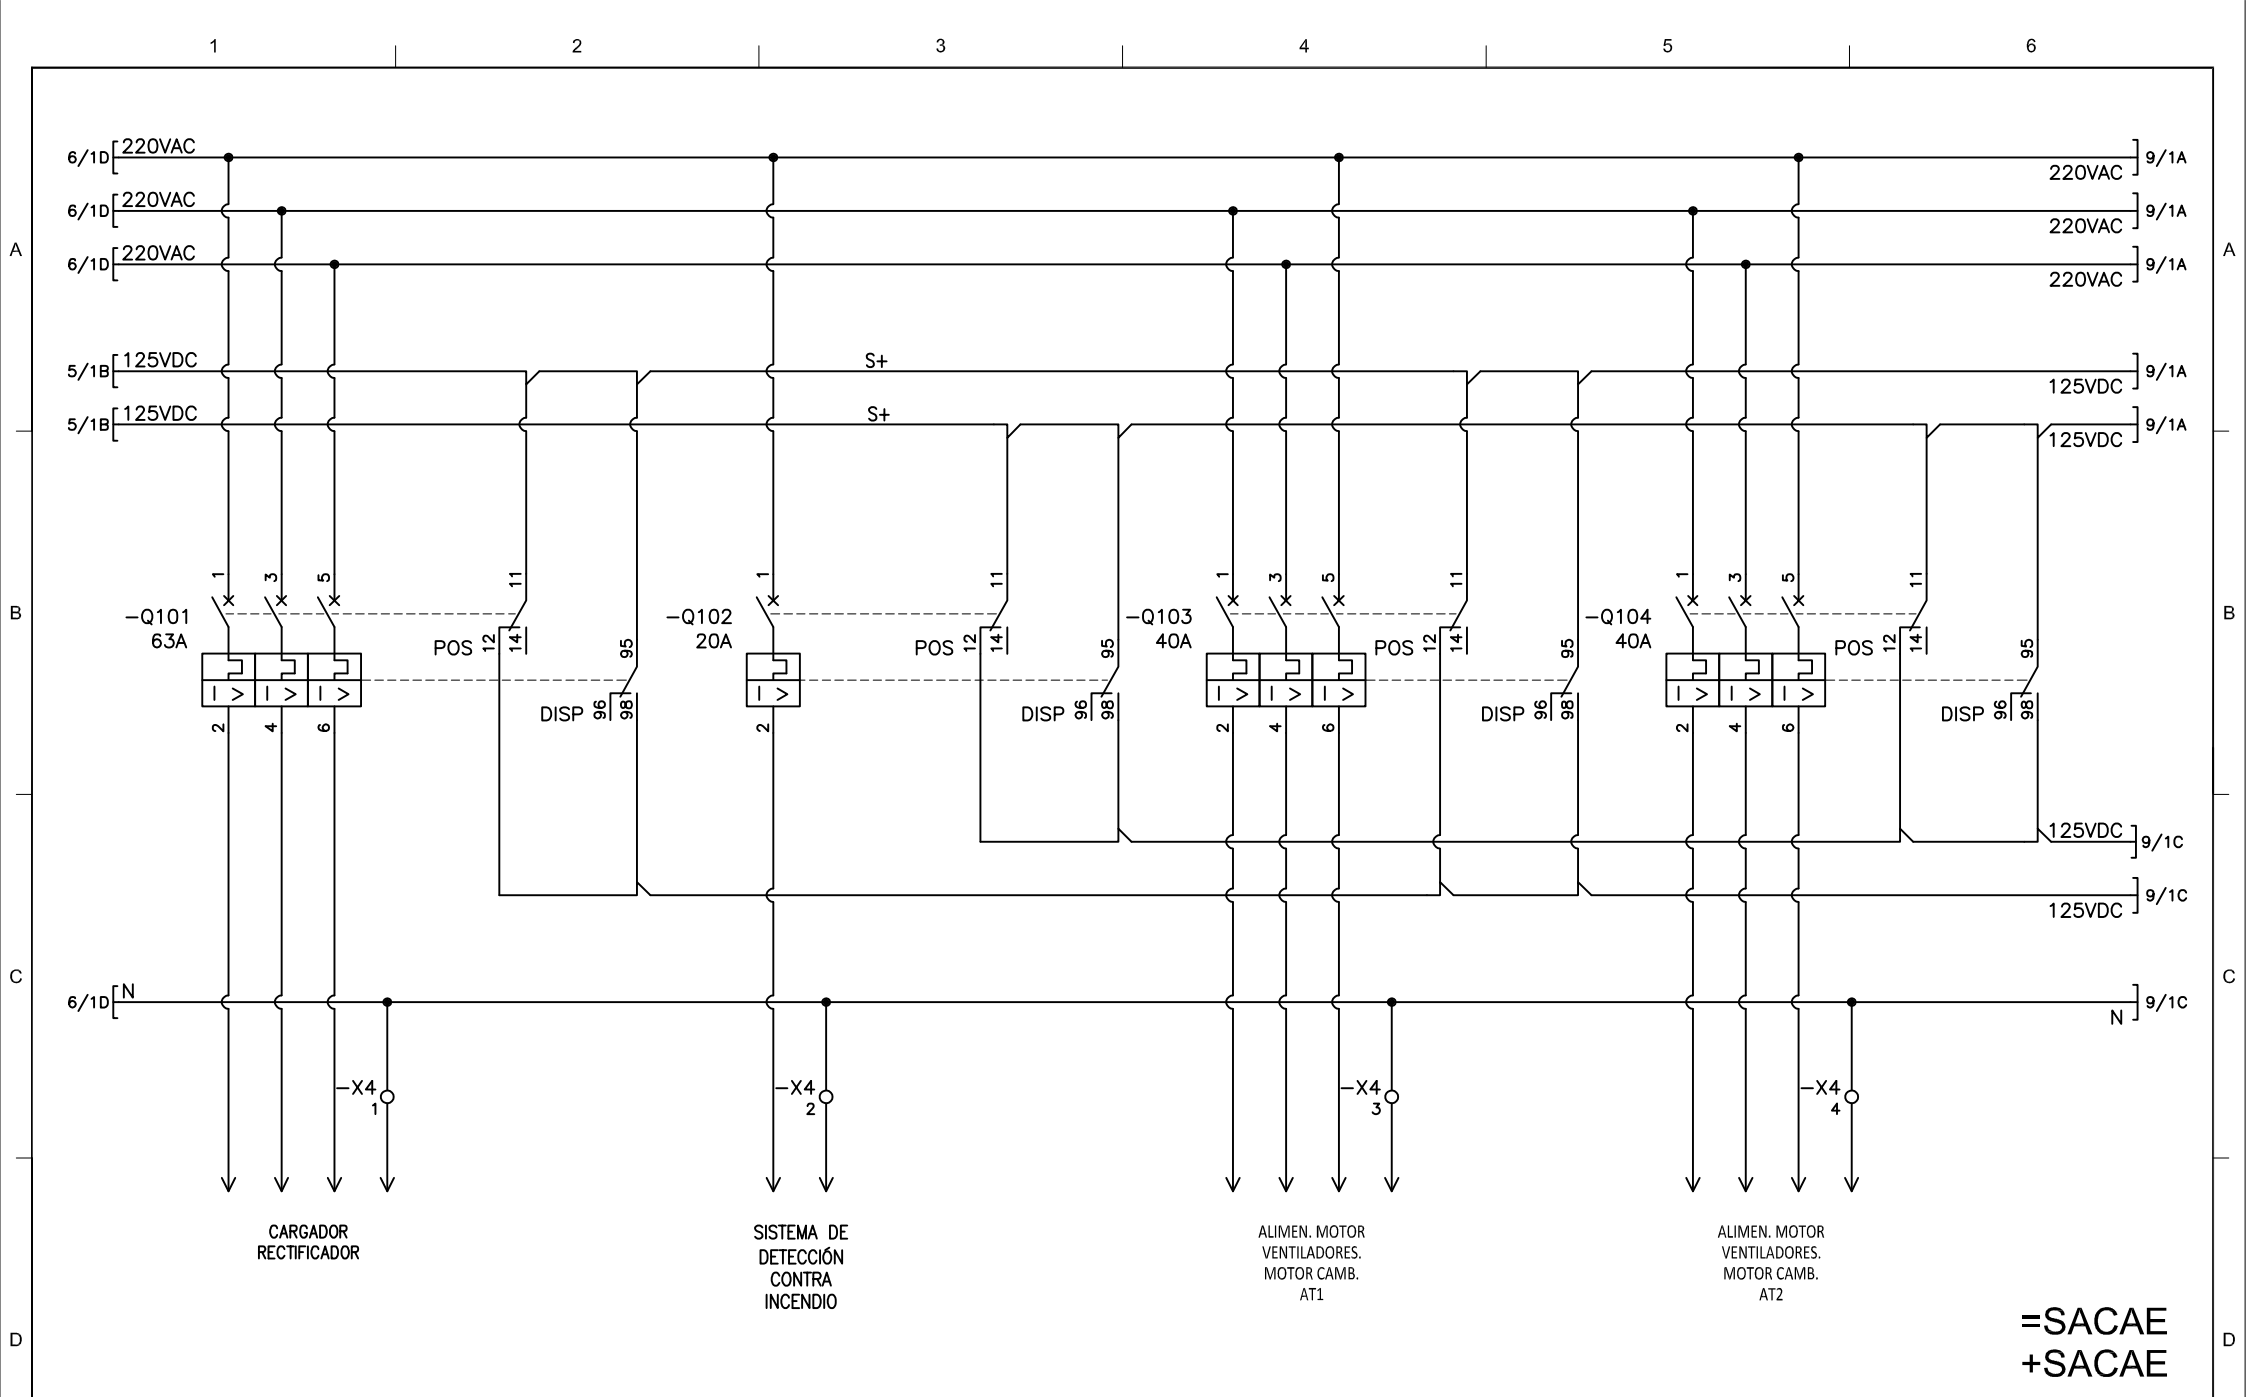 1 2 3 4 5 6
6/1D 220VAC 9/1A
220VAC
6/1D 220VAC 9/1A
220VAC
A 6/1D 220VAC 9/1A A
220VAC
5/1B 125VDC S+ 9/1A
125VDC
5/1B 125VDC S+ 9/1A
125VDC
1 3 5 11 1 11 1 3 5 11 1 3 5 11
B -Q101 -Q102 -Q103 -Q104 B
63A 20A 40A 40A
POS 12 14 95 POS 12 14 95 POS 12 14 95 POS 12 14 95
I > I > I > I > I > I > I > I > I > I >
2 4 6 DISP 96 98 2 DISP 96 98 2 4 6 DISP 96 98 2 4 6 DISP 96 98
125VDC 9/1C
9/1C
125VDC
C C
6/1D N 9/1C
N
-X4 -X4 -X4 -X4
1 2 3 4
CARGADOR
RECTIFICADOR
SISTEMA DE
DETECCIÓN
CONTRA
INCENDIO
ALIMEN. MOTOR
VENTILADORES.
MOTOR CAMB.
AT1
ALIMEN. MOTOR
VENTILADORES.
MOTOR CAMB.
AT2
=SACAE
D D
+SACAE